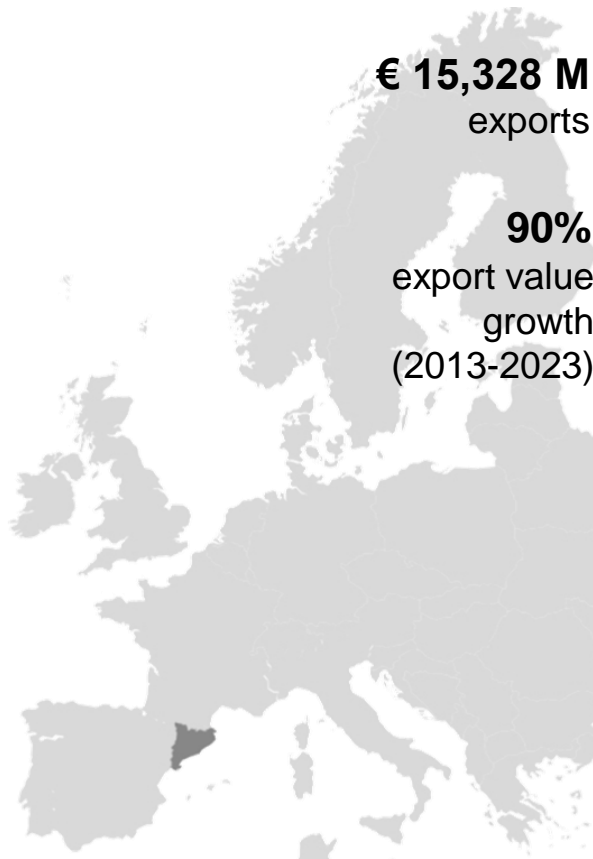 € 15,328 M
exports
90%
export value
growth
(2013-2023)